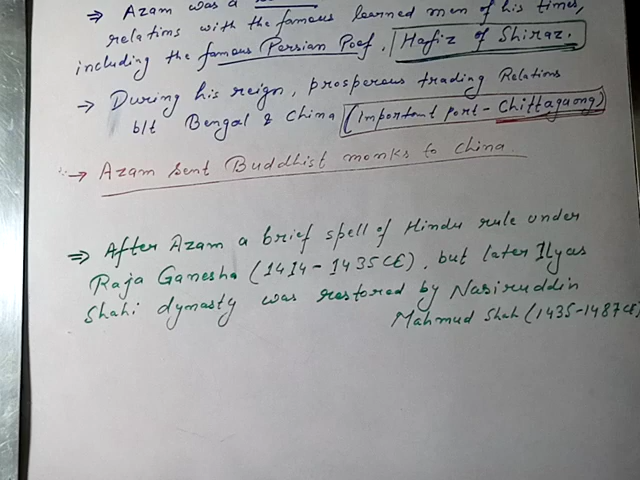 ⇒ Azam was a
relations with the famous learned men of his times,
including the famous Persian Poet, Hafiz of Shiraz.
→ During his reign, prosperous trading Relations
b/t Bengal & China (Important port - Chittagaong)
∴→ Azam sent Buddhist monks to China.
⇒ After Azam a brief spell of Hindu rule under
Raja Ganesha (1414-1435 CE), but later Ilyas
Shahi dynasty was restored by Nasiruddin
Mahmud Shah (1435-1487 CE)